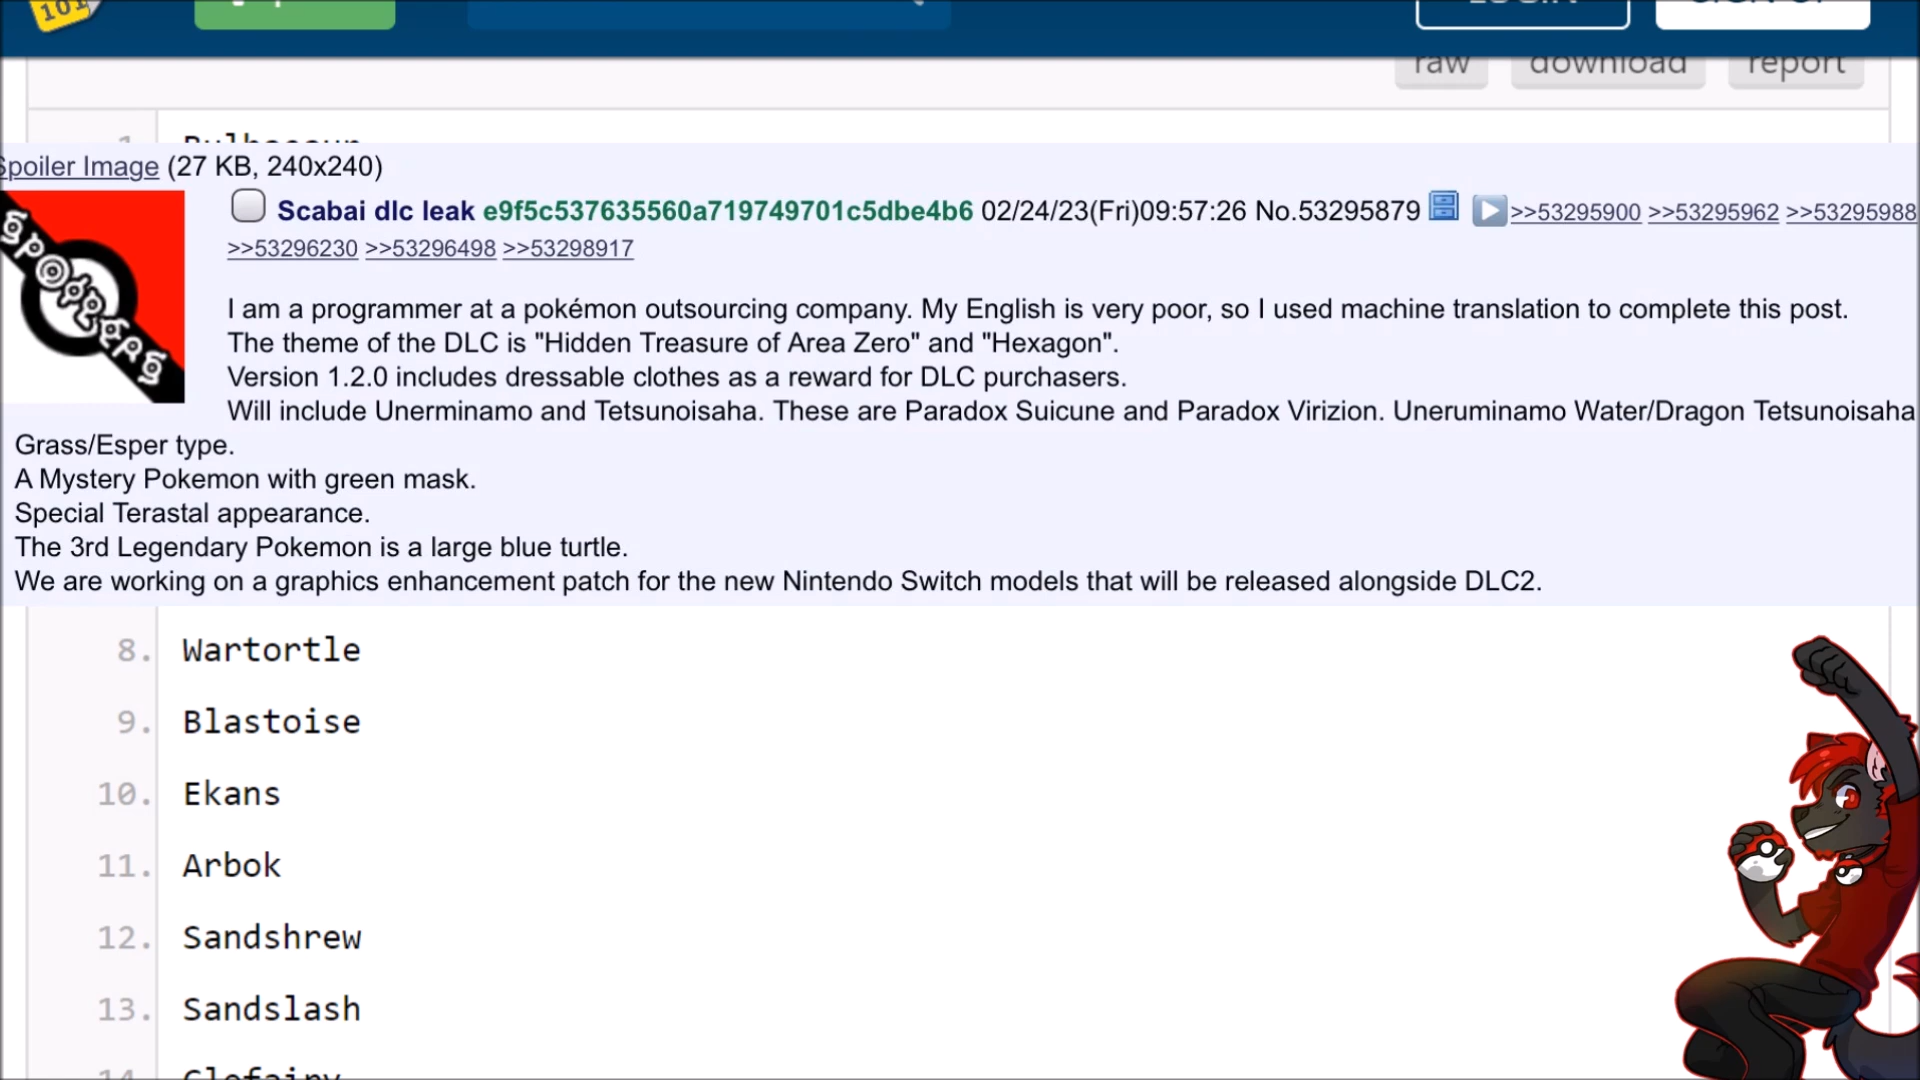 101
raw download report
Spoiler Image (27 KB, 240x240)
SPOILERS
Scabai dlc leak e9f5c537635560a719749701c5dbe4b6 02/24/23(Fri)09:57:26 No.53295879 >>53295900 >>53295962 >>53295988
>>53296230 >>53296498 >>53298917
I am a programmer at a pokémon outsourcing company. My English is very poor, so I used machine translation to complete this post.
The theme of the DLC is "Hidden Treasure of Area Zero" and "Hexagon".
Version 1.2.0 includes dressable clothes as a reward for DLC purchasers.
Will include Unerminamo and Tetsunoisaha. These are Paradox Suicune and Paradox Virizion. Uneruminamo Water/Dragon Tetsunoisaha
Grass/Esper type.
A Mystery Pokemon with green mask.
Special Terastal appearance.
The 3rd Legendary Pokemon is a large blue turtle.
We are working on a graphics enhancement patch for the new Nintendo Switch models that will be released alongside DLC2.
8. Wartortle
9. Blastoise
10. Ekans
11. Arbok
12. Sandshrew
13. Sandslash